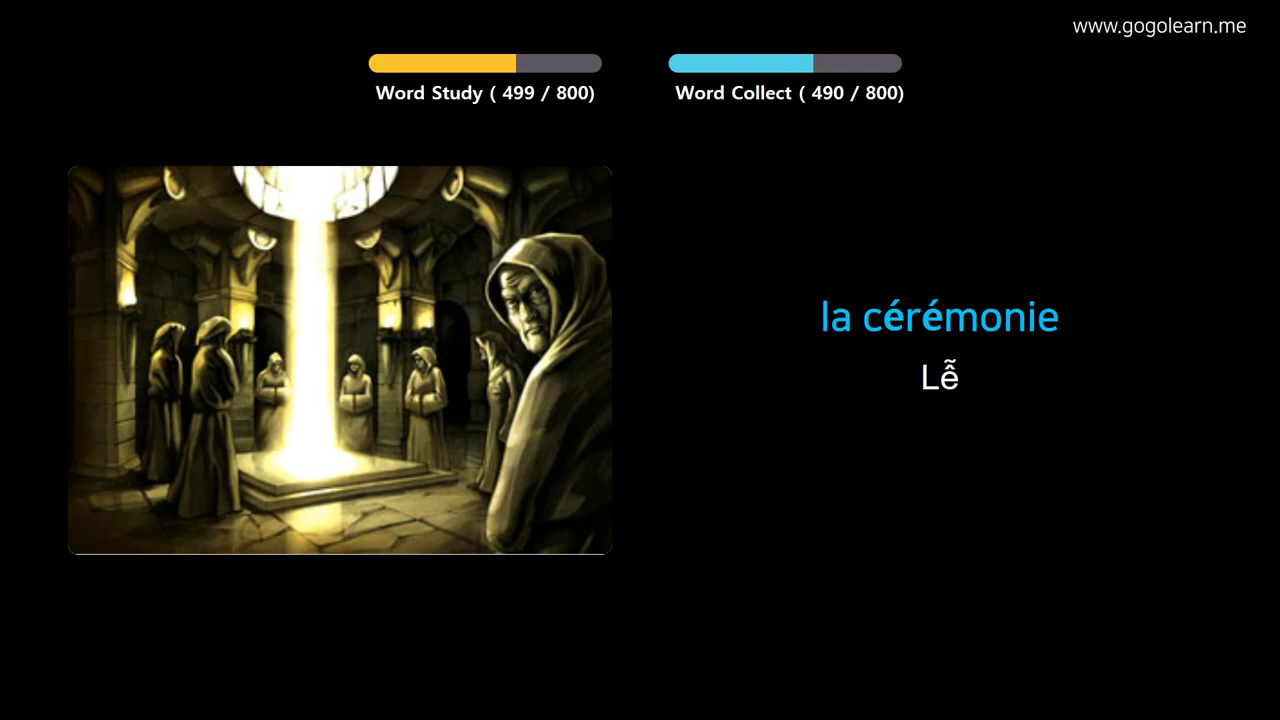 www.gogolearn.me
Word Study ( 499 / 800)
Word Collect ( 490 / 800)
la cérémonie
Lễ